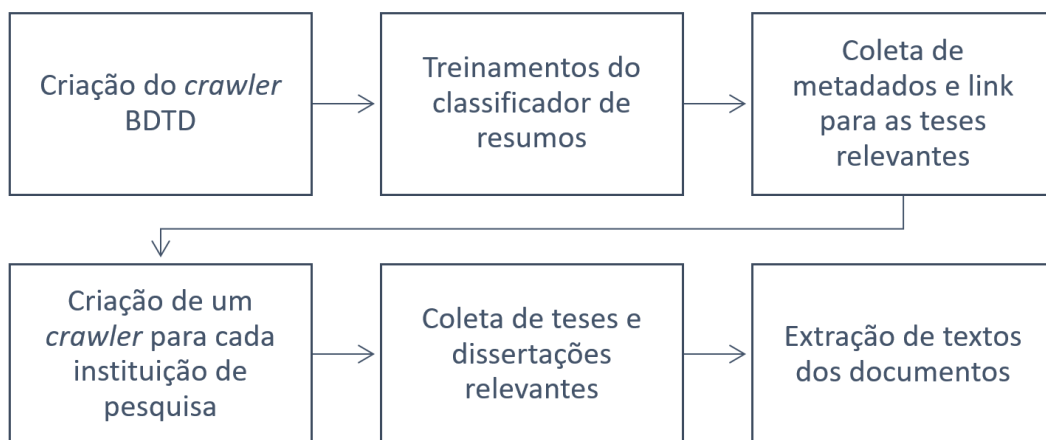 Criação do crawler
BDTD
Treinamentos do
classificador de
resumos
Coleta de
metadados e link
para as teses
relevantes
Criação de um
crawler para cada
instituição de
pesquisa
Coleta de teses e
dissertações
relevantes
Extração de textos
dos documentos